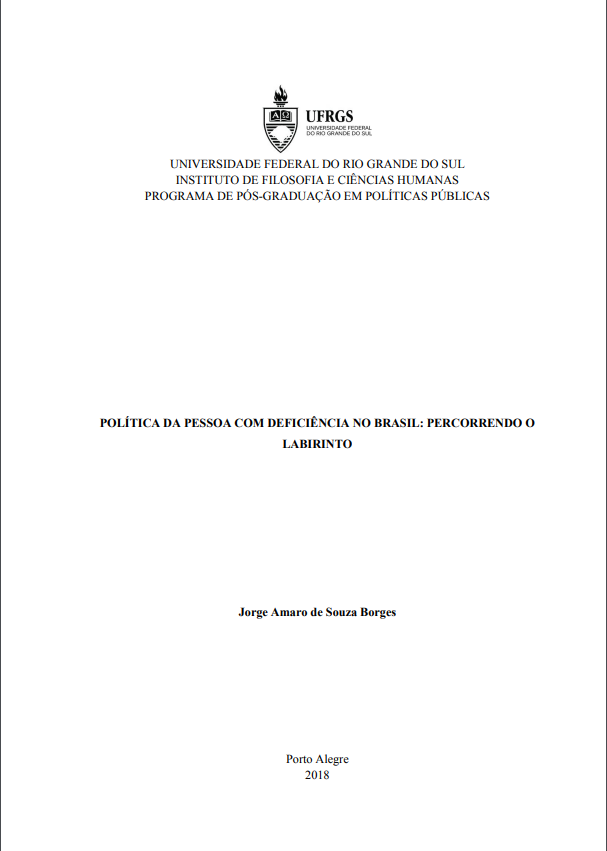 UFRGS
UNIVERSIDADE FEDERAL
DO RIO GRANDE DO SUL
UNIVERSIDADE FEDERAL DO RIO GRANDE DO SUL
INSTITUTO DE FILOSOFIA E CIÊNCIAS HUMANAS
PROGRAMA DE PÓS-GRADUAÇÃO EM POLÍTICAS PÚBLICAS
POLÍTICA DA PESSOA COM DEFICIÊNCIA NO BRASIL: PERCORRENDO O
LABIRINTO
Jorge Amaro de Souza Borges
Porto Alegre
2018